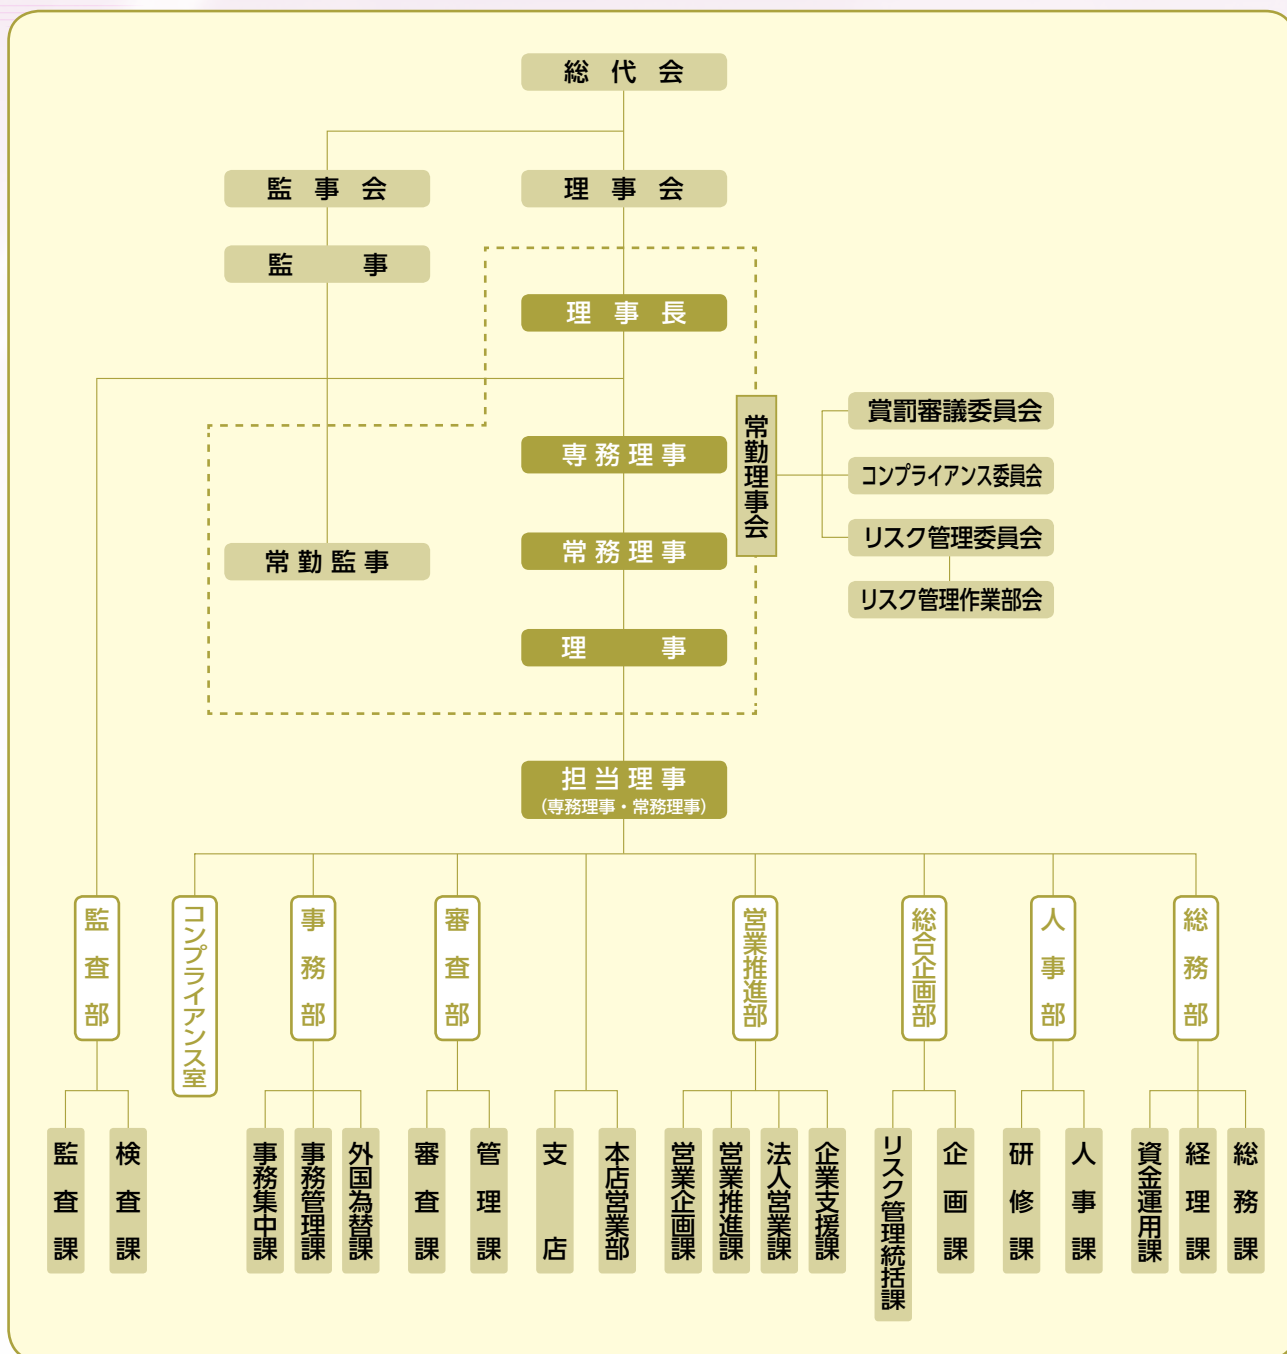 総代会
監事会
理事会
監事
理事長
専務理事
常務理事
理事
常勤監事
常勤理事会
賞罰審議委員会
コンプライアンス委員会
リスク管理委員会
リスク管理作業部会
担当理事
(専務理事・常務理事)
監査部
コンプライアンス室
事務部
審査部
営業推進部
総合企画部
人事部
総務部
監査課
検査課
事務集中課
事務管理課
外国為替課
審査課
管理課
支店
本店営業部
営業企画課
営業推進課
法人営業課
企業支援課
リスク管理統括課
企画課
研修課
人事課
資金運用課
経理課
総務課